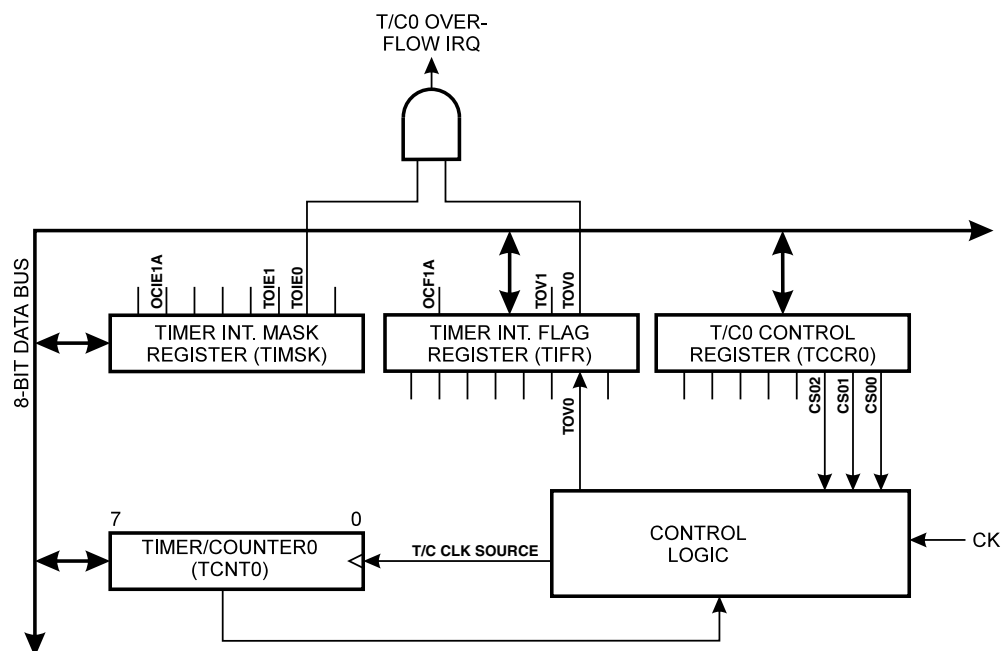 T/C0 OVER-
FLOW IRQ
8-BIT DATA BUS
OCIE1A
TOIE1
TOIE0
OCF1A
TOV1
TOV0
TIMER INT. MASK
REGISTER (TIMSK)
TIMER INT. FLAG
REGISTER (TIFR)
T/C0 CONTROL
REGISTER (TCCR0)
TOV0
CS02
CS01
CS00
7 0
TIMER/COUNTER0
(TCNT0)
T/C CLK SOURCE
CONTROL
LOGIC
CK